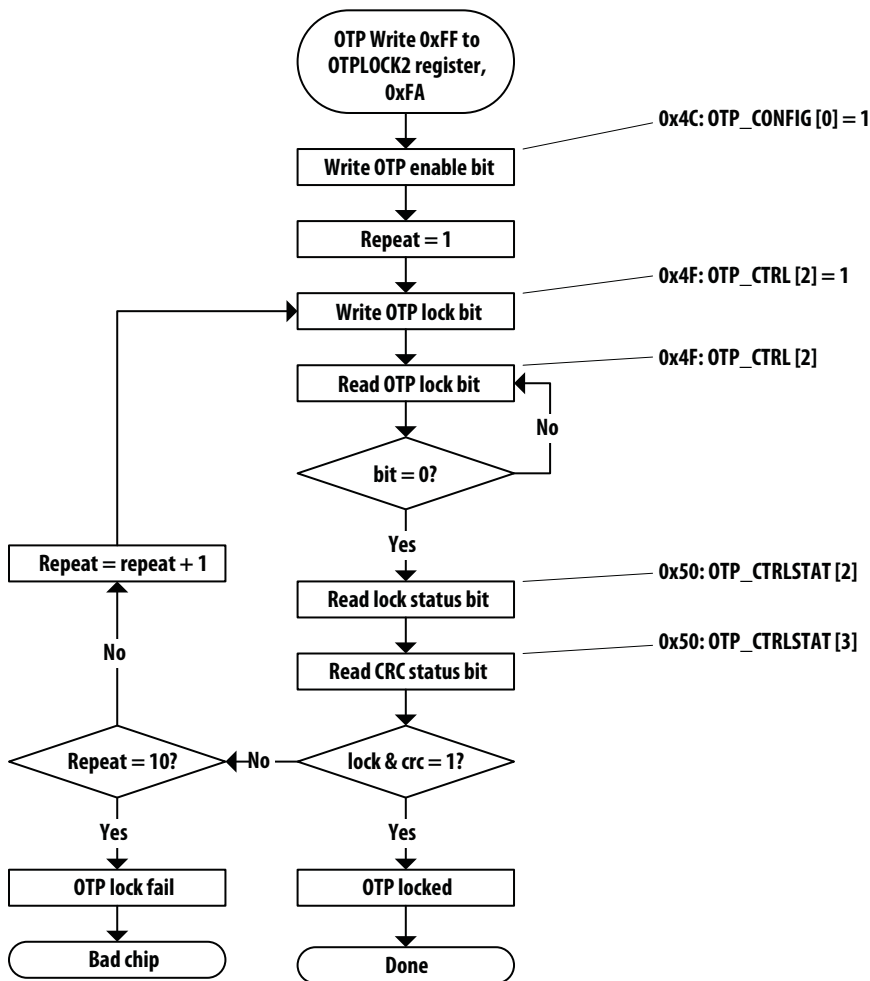 OTP Write 0xFF to
OTPLOCK2 register,
0xFA
0x4C: OTP_CONFIG [0] = 1
Write OTP enable bit
Repeat = 1
0x4F: OTP_CTRL [2] = 1
Write OTP lock bit
0x4F: OTP_CTRL [2]
Read OTP lock bit
No
bit = 0?
Yes
Repeat = repeat + 1
0x50: OTP_CTRLSTAT [2]
Read lock status bit
0x50: OTP_CTRLSTAT [3]
No
Read CRC status bit
Repeat = 10?
No
lock & crc = 1?
Yes
Yes
OTP lock fail
OTP locked
Bad chip
Done